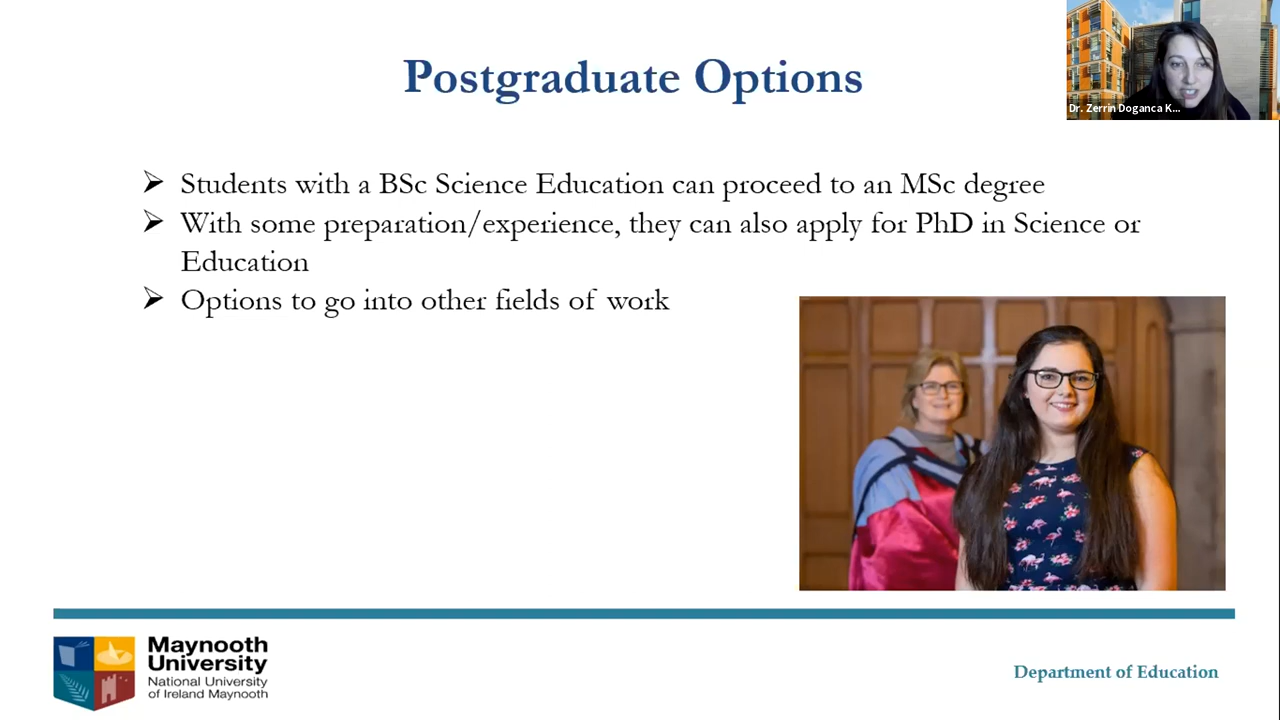 Postgraduate Options
Dr. Zerrin Doganca K...
➢ Students with a BSc Science Education can proceed to an MSc degree
➢ With some preparation/experience, they can also apply for PhD in Science or
Education
➢ Options to go into other fields of work
Maynooth
University
National University
of Ireland Maynooth
Department of Education